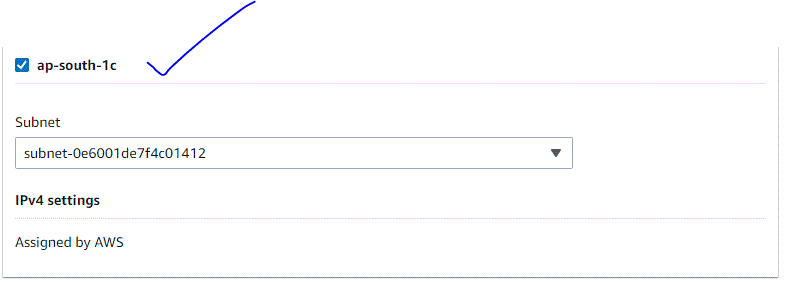 ap-south-1c
Subnet
subnet-0e6001de7f4c01412
IPv4 settings
Assigned by AWS